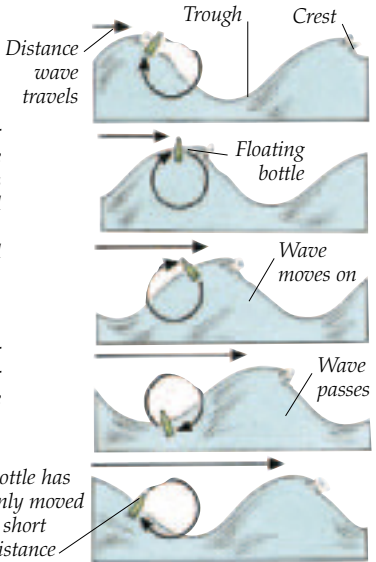 Trough
Crest
Distance
wave
travels
Floating
bottle
Wave
moves on
Wave
passes
ottle has
nly moved
short
istance